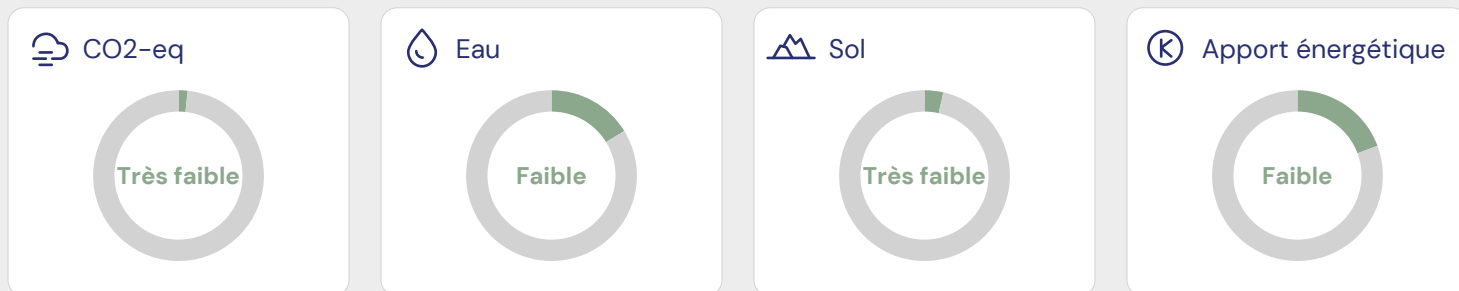 CO2-eq
Très faible
Eau
Faible
Sol
Très faible
Apport énergétique
Faible